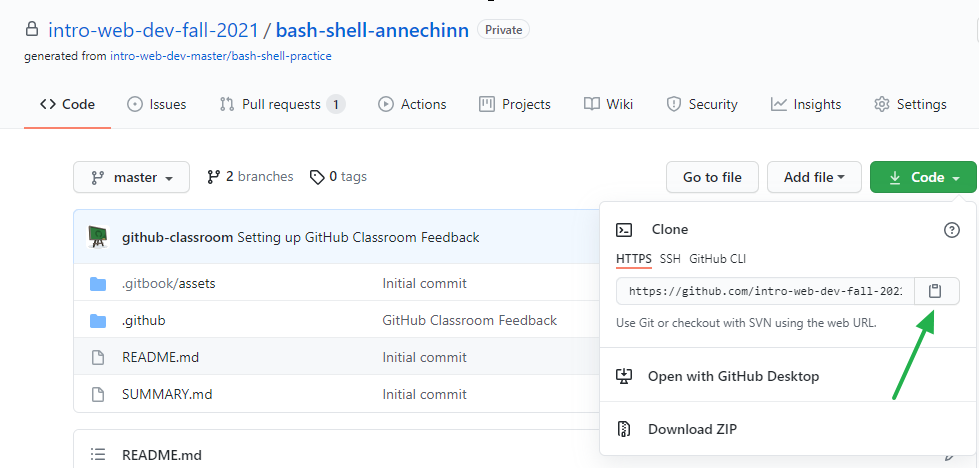 intro-web-dev-fall-2021 / bash-shell-annechinn Private
generated from intro-web-dev-master/bash-shell-practice
Code Issues Pull requests 1 Actions Projects Wiki Security Insights Settings
master 2 branches 0 tags Go to file Add file Code
github-classroom Setting up GitHub Classroom Feedback
.gitbook/assets Initial commit
.github GitHub Classroom Feedback
README.md Initial commit
SUMMARY.md Initial commit
README.md
Clone
HTTPS SSH GitHub CLI
https://github.com/intro-web-dev-fall-202
Use Git or checkout with SVN using the web URL.
Open with GitHub Desktop
Download ZIP